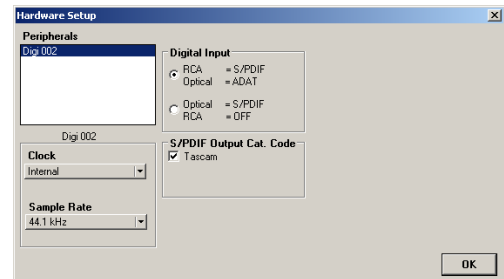 Hardware Setup
Peripherals
Digi 002
Digi 002
Clock
Internal
Sample Rate
44.1 kHz
Digital Input
RCA = S/PDIF
Optical = ADAT
Optical = S/PDIF
RCA = OFF
S/PDIF Output Cat. Code
Tascam
OK